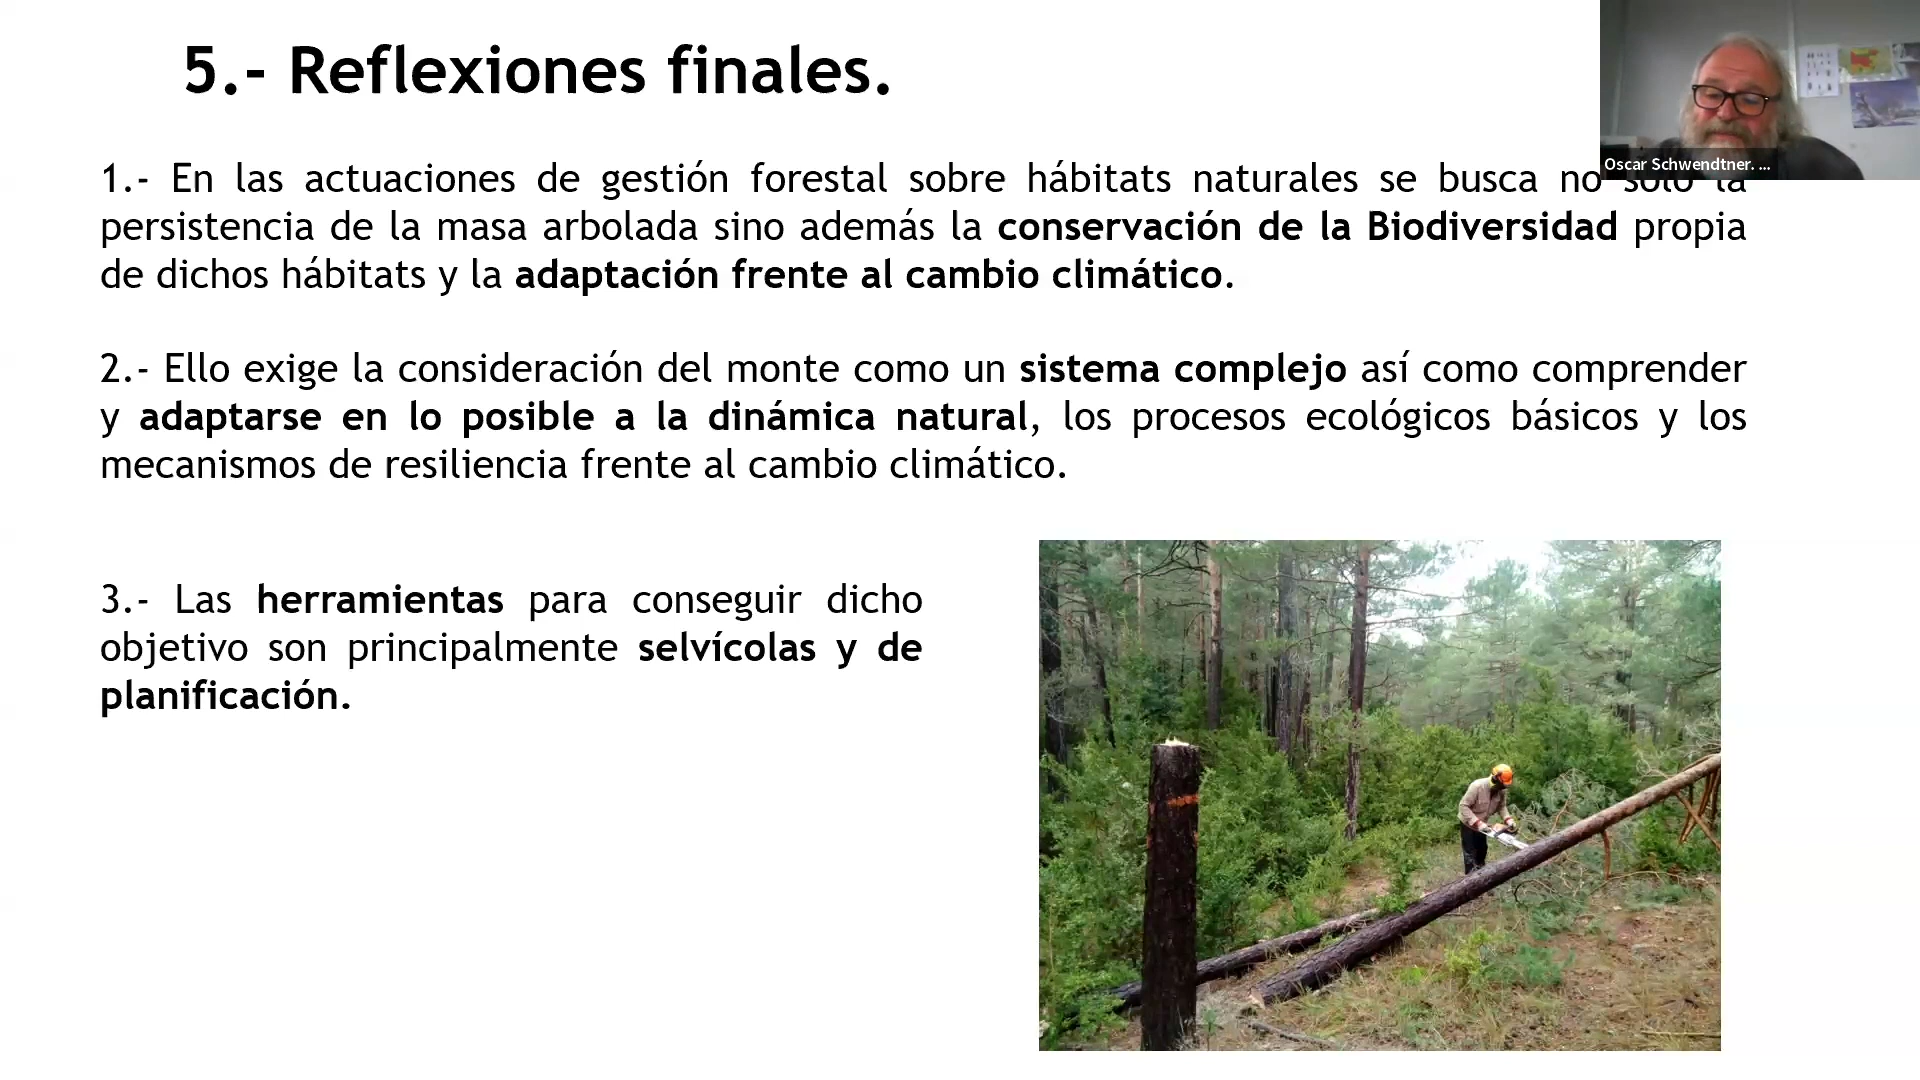 5.- Reflexiones finales.
Oscar Schwendtner. ...
1.- En las actuaciones de gestión forestal sobre hábitats naturales se busca no solo la
persistencia de la masa arbolada sino además la conservación de la Biodiversidad propia
de dichos hábitats y la adaptación frente al cambio climático.
2.- Ello exige la consideración del monte como un sistema complejo así como comprender
y adaptarse en lo posible a la dinámica natural, los procesos ecológicos básicos y los
mecanismos de resiliencia frente al cambio climático.
3.- Las herramientas para conseguir dicho
objetivo son principalmente selvícolas y de
planificación.